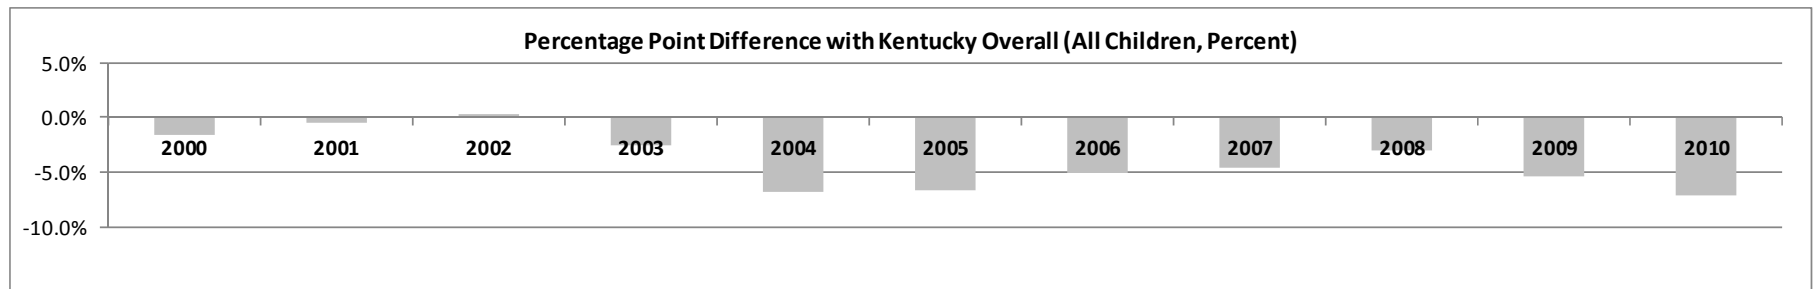 Percentage Point Difference with Kentucky Overall (All Children, Percent)
5.0%
0.0%
2000 2001 2002 2003 2004 2005 2006 2007 2008 2009 2010
-5.0%
-10.0%